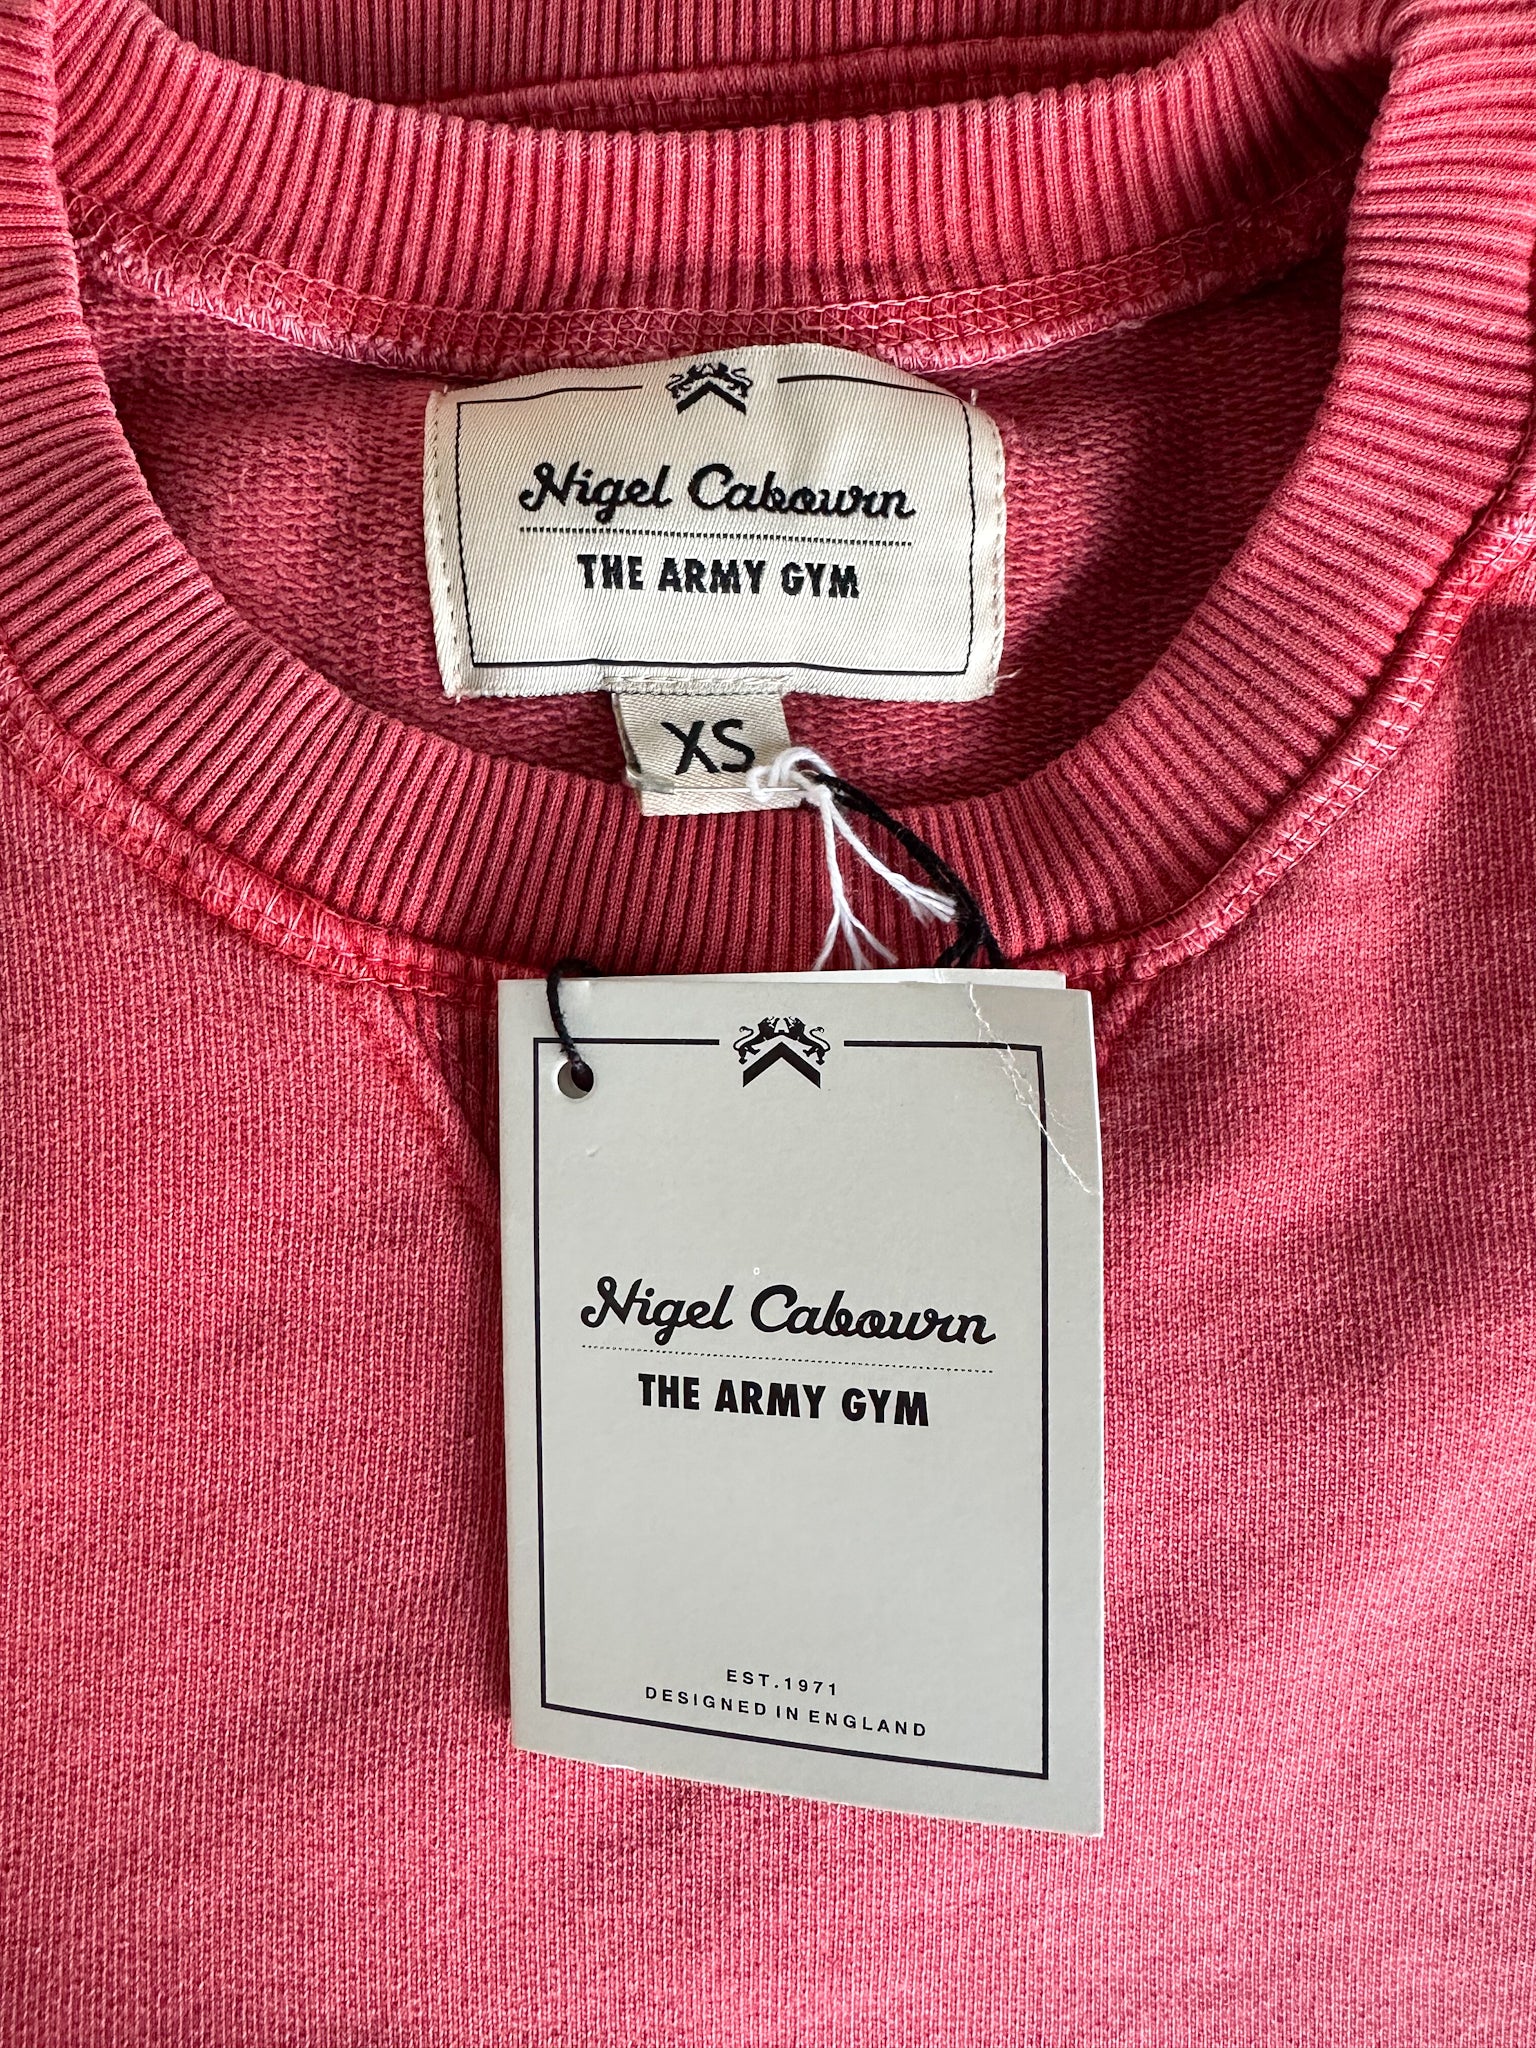 Nigel Cabourn
THE ARMY GYM
XS
Nigel Cabourn
THE ARMY GYM
EST.1971
DESIGNED IN ENGLAND